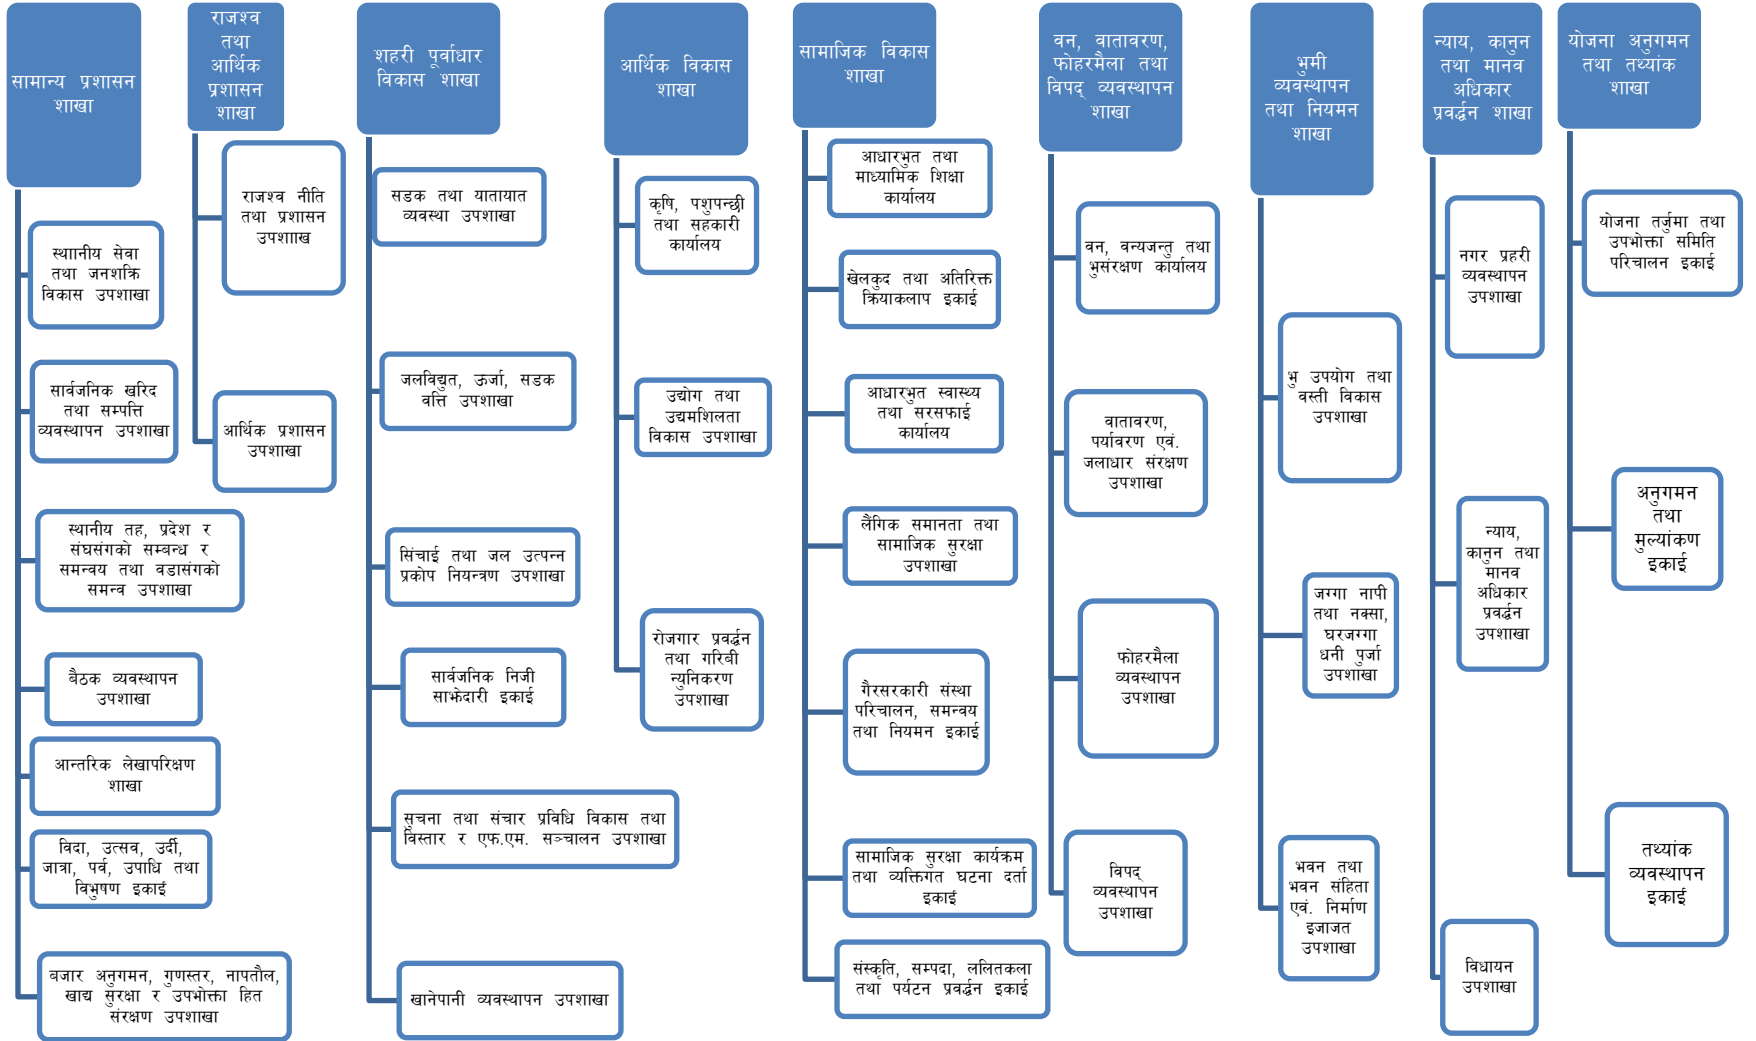 सामान्य प्रशासन
शाखा
स्थाानीय सेवा
तथा जनशक्ति
विकास उपशाखा
सार्वजनिक खरिद
तथा सम्पत्ति
व्यवस्थापन उपशाखा
स्थानीय तह, प्रदेश र
संघसंगको सम्बन्ध र
समन्वय तथा वडासंगको
समन्व उपशाखा
बैठक व्यवस्थापन
उपशाखा
आन्तरिक लेखापरिक्षण
शाखा
विदा, उत्सव, उर्दी,
जात्रा, पर्व, उपाधि तथा
विभुषण इकाई
बजार अनुगमन, गुणस्तर, नापतौल,
खाद्य सुरक्षा र उपभोक्ता हित
संरक्षण उपशाखा
राजश्व
तथा
आर्थिक
प्रशासन
शाखा
राजश्व नीति
तथा प्रशासन
उपशााख
आर्थिक प्रशासन
उपशाखा
शहरी पूर्वाधार
विकास शाखा
सडक तथा यातायात
व्यवस्था उपशाखा
जलविद्युत, ऊर्जा, सडक
वत्ति उपशाखा
सिंचाई तथा जल उत्पन्न
प्रकोप नियन्त्रण उपशाखा
सार्वजनिक निजी
साझेदारी इकाई
सुचना तथा संचार प्रविधि विकास तथा
विस्तार र एफ.एम. सञ्चालन उपशाखा
खानेपानी व्यवस्थापन उपशाखा
आर्थिक विकास
शाखा
कृषि, पशुपन्छी
तथा सहकारी
कार्यालय
उद्योग तथा
उद्यमशिलता
विकास उपशाखा
रोजगार प्रवर्द्धन
तथा गरिबी
न्युनिकरण
उपशाखा
सामाजिक विकास
शाखा
आधारभुत तथा
माध्यामिक शिक्षा
कार्यालय
खेलकुद तथा अतिरिक्त
क्रियाकलाप इकाई
आधारभुत स्वास्थ्य
तथा सरसफाई
कार्यालय
लैंगिक समानता तथा
सामाजिक सुरक्षा
उपशाखा
गैरसरकारी संस्था
परिचालन, समन्वय
तथा नियमन इकाई
सामाजिक सुरक्षा कार्यक्रम
तथा व्यक्तिगत घटना दर्ता
इकाई
संस्कृति, सम्पदा, ललितकला
तथा पर्यटन प्रवर्द्धन इकाई
वन, वातावरण,
फोहरमैला तथा
विपद् व्यवस्थापन
शाखा
वन, वन्यजन्तु तथा
भुसंरक्षण कार्यालय
वातावरण,
पर्यावरण एवं.
जलाधार संरक्षण
उपशाखा
फोहरमैला
व्यवस्थापन
उपशाखा
विपद्
व्यवस्थापन
उपशाखा
भुमी
व्यवस्थापन
तथा नियमन
शाखा
भु उपयोग तथा
वस्ती विकास
उपशाखा
जग्गा नापी
तथा नक्सा,
घरजग्गा
धनी पुर्जा
उपशाखा
भवन तथा
भवन संहिता
एवं. निर्माण
इजाजत
उपशाखा
न्याय, कानुन
तथा मानव
अधिकार
प्रवर्द्धन शाखा
नगर प्रहरी
व्यवस्थापन
उपशाखा
न्याय,
कानुन तथा
मानव
अधिकार
प्रवर्द्धन
उपशाखा
विधायन
उपशाखा
योजना अनुगमन
तथा तथ्यांक
शाखा
योजना तर्जुमा तथा
उपभोक्ता समिति
परिचालन इकाई
अनुगमन
तथा
मुल्यांकण
इकाई
तथ्यांक
व्यवस्थापन
इकाई